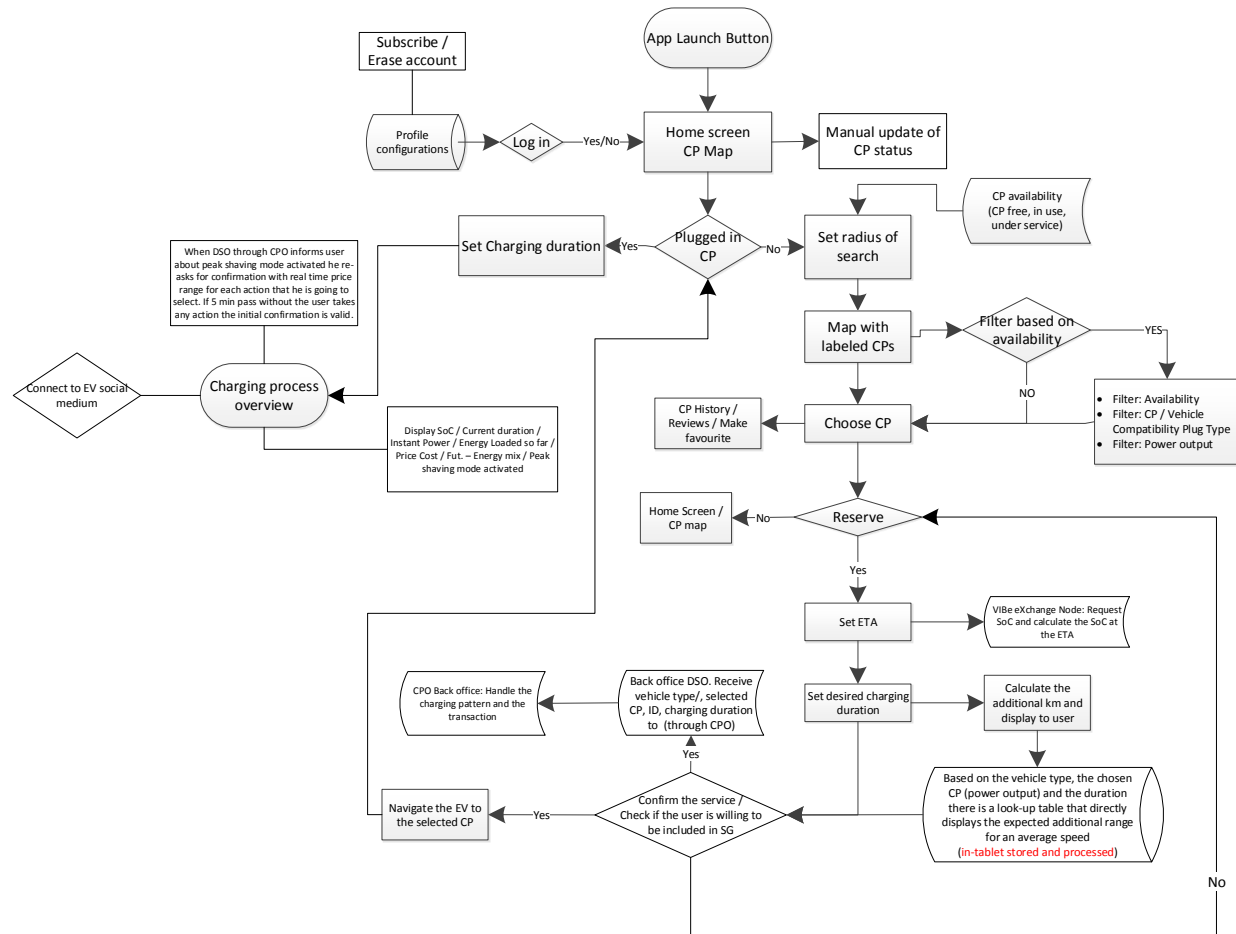 App Launch Button
Subscribe /
Erase account
Profile
configurations
Log in
Yes/No
Home screen
CP Map
Manual update of
CP status
CP availability
(CP free, in use,
under service)
Set Charging duration
Yes
Plugged in
CP
No
Set radius of
search
When DSO through CPO informs user
about peak shaving mode activated he re-
asks for confirmation with real time price
range for each action that he is going to
select. If 5 min pass without the user takes
any action the initial confirmation is valid.
Map with
labeled CPs
Filter based on
availability
YES
NO
Connect to EV social
medium
Charging process
overview
• Filter: Availability
• Filter: CP / Vehicle
Compatibility Plug Type
• Filter: Power output
CP History /
Reviews / Make
favourite
Choose CP
Display SoC / Current duration /
Instant Power / Energy Loaded so far /
Price Cost / Fut. – Energy mix / Peak
shaving mode activated
Home Screen /
CP map
No
Reserve
Yes
Set ETA
VIBe eXchange Node: Request
SoC and calculate the SoC at
the ETA
CPO Back office: Handle the
charging pattern and the
transaction
Back office DSO. Receive
vehicle type/, selected
CP, ID, charging duration
to  (through CPO)
Set desired charging
duration
Calculate the
additional km and
display to user
Yes
Navigate the EV to
the selected CP
Yes
Confirm the service /
Check if the user is willing to
be included in SG
Based on the vehicle type, the chosen
CP (power output) and the duration
there is a look-up table that directly
displays the expected additional range
for an average speed
(in-tablet stored and processed)
No